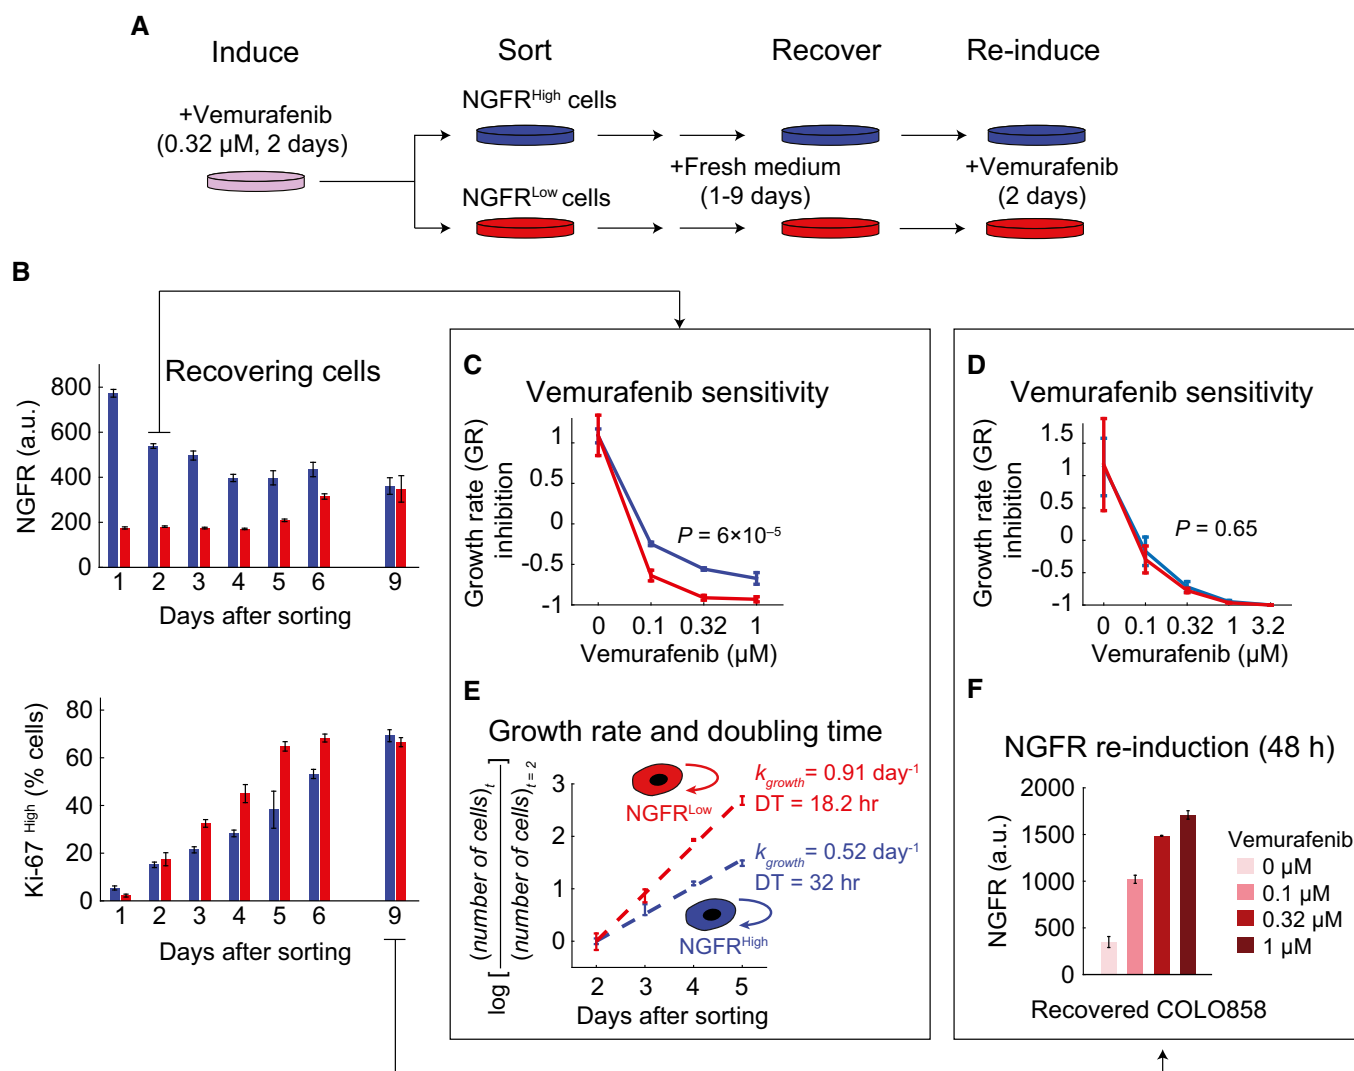 A
Induce
Sort
Recover
Re-induce
+Vemurafenib
(0.32 µM, 2 days)
NGFRHigh cells
NGFRLow cells
+Fresh medium
(1-9 days)
+Vemurafenib
(2 days)
B
Recovering cells
NGFR (a.u.)
800
600
400
200
0
1 2 3 4 5 6 9
Days after sorting
Ki-67 High (% cells)
80
60
40
20
0
1 2 3 4 5 6 9
Days after sorting
C
Vemurafenib sensitivity
Growth rate (GR)
inhibition
1
0.5
0
-0.5
-1
P = 6×10–5
0 0.1 0.32 1
Vemurafenib (µM)
D
Vemurafenib sensitivity
Growth rate (GR)
inhibition
1.5
1
0.5
0
-0.5
-1
P = 0.65
0 0.1 0.32 1 3.2
Vemurafenib (µM)
E
Growth rate and doubling time
log [ (number of cells)t / (number of cells)t = 2 ]
3
2
1
0
kgrowth = 0.91 day-1
DT = 18.2 hr
NGFRLow
kgrowth = 0.52 day-1
DT = 32 hr
NGFRHigh
2 3 4 5
Days after sorting
F
NGFR re-induction (48 h)
NGFR (a.u.)
2000
1500
1000
500
0
Vemurafenib
0 µM
0.1 µM
0.32 µM
1 µM
Recovered COLO858